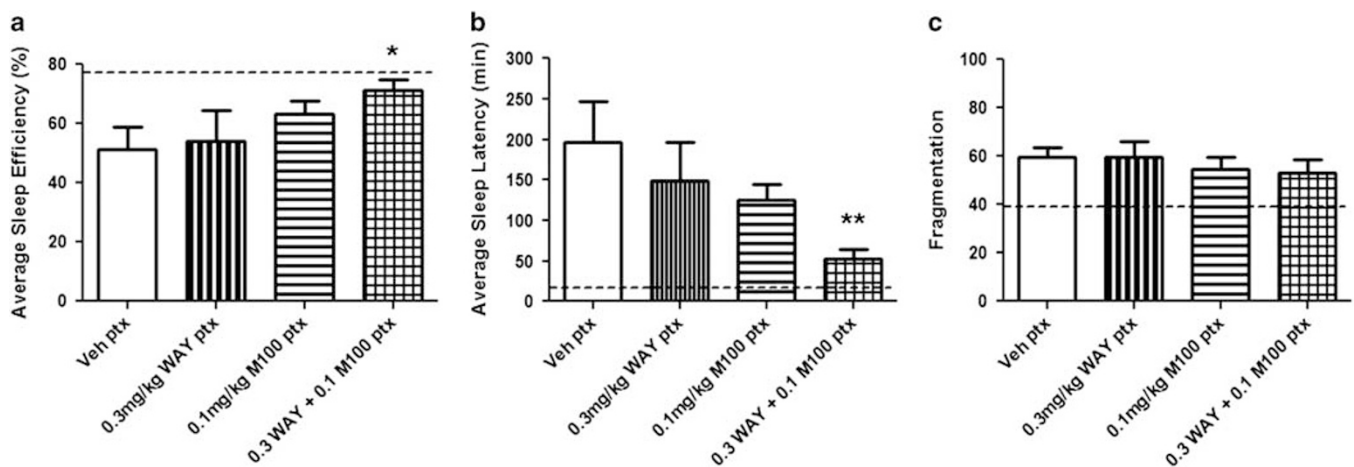 a
Average Sleep Efficiency (%)
80
60
40
20
0
*
Veh ptx
0.3mg/kg WAY ptx
0.1mg/kg M100 ptx
0.3 WAY + 0.1 M100 ptx
b
Average Sleep Latency (min)
300
250
200
150
100
50
0
**
Veh ptx
0.3mg/kg WAY ptx
0.1mg/kg M100 ptx
0.3 WAY + 0.1 M100 ptx
c
Fragmentation
100
80
60
40
20
0
Veh ptx
0.3mg/kg WAY ptx
0.1mg/kg M100 ptx
0.3 WAY + 0.1 M100 ptx